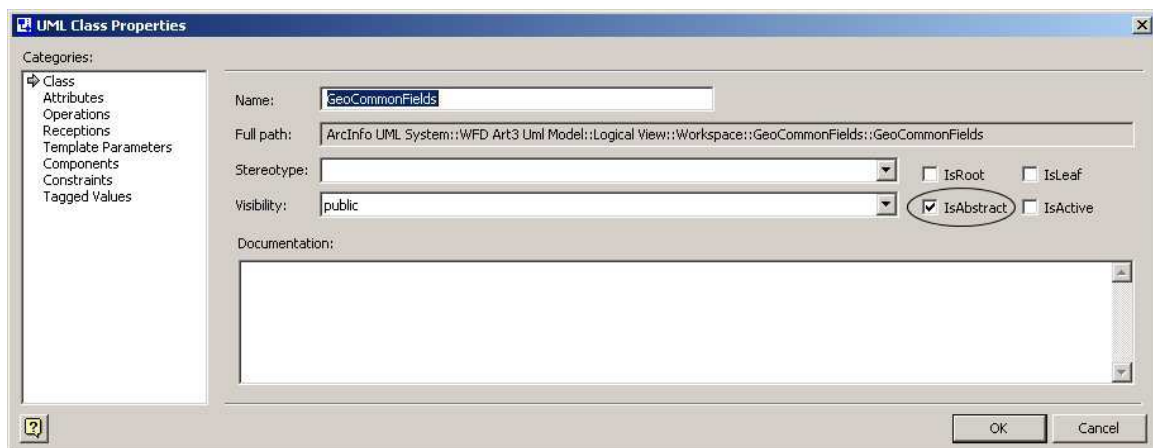 UML Class Properties
Categories:
Class
Attributes
Operations
Receptions
Template Parameters
Components
Constraints
Tagged Values
Name: GeoCommonFields
Full path: ArcInfo UML System::WFD Art3 Uml Model::Logical View::Workspace::GeoCommonFields::GeoCommonFields
Stereotype: IsRoot IsLeaf
Visibility: public IsAbstract IsActive
Documentation:
OK Cancel